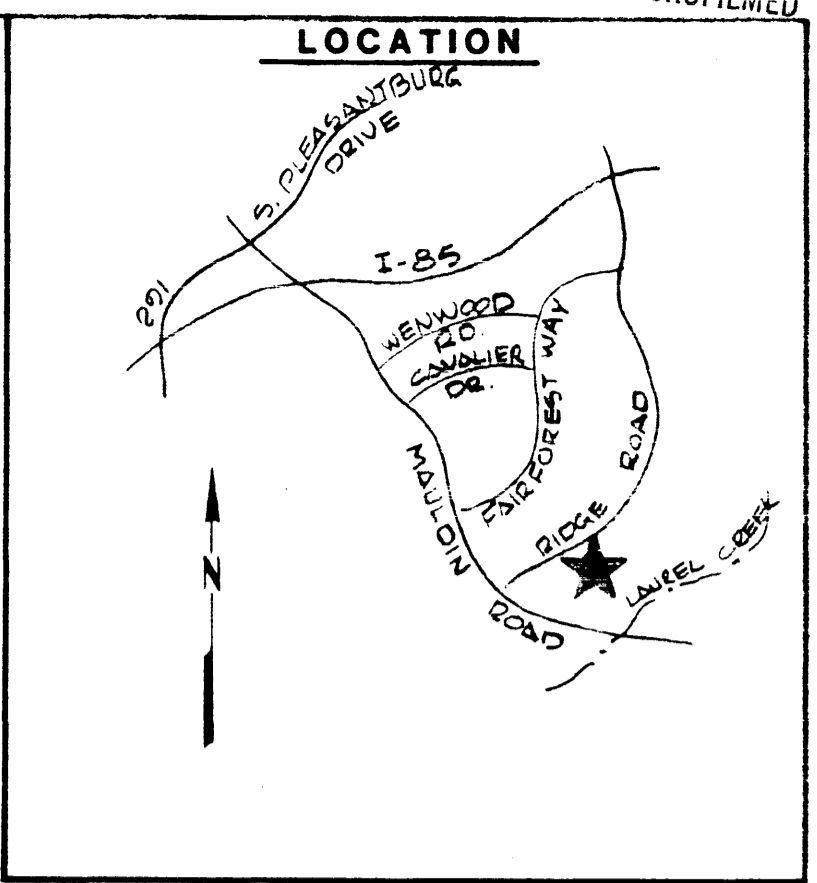 LOCATION
S. PLEASANTBURG
DRIVE
291
I-85
WENWOOD
RD.
CAVALIER
DR.
FAIRFOREST WAY
MAULDIN
ROAD
RIDGE
ROAD
LAUREL CREEK
N